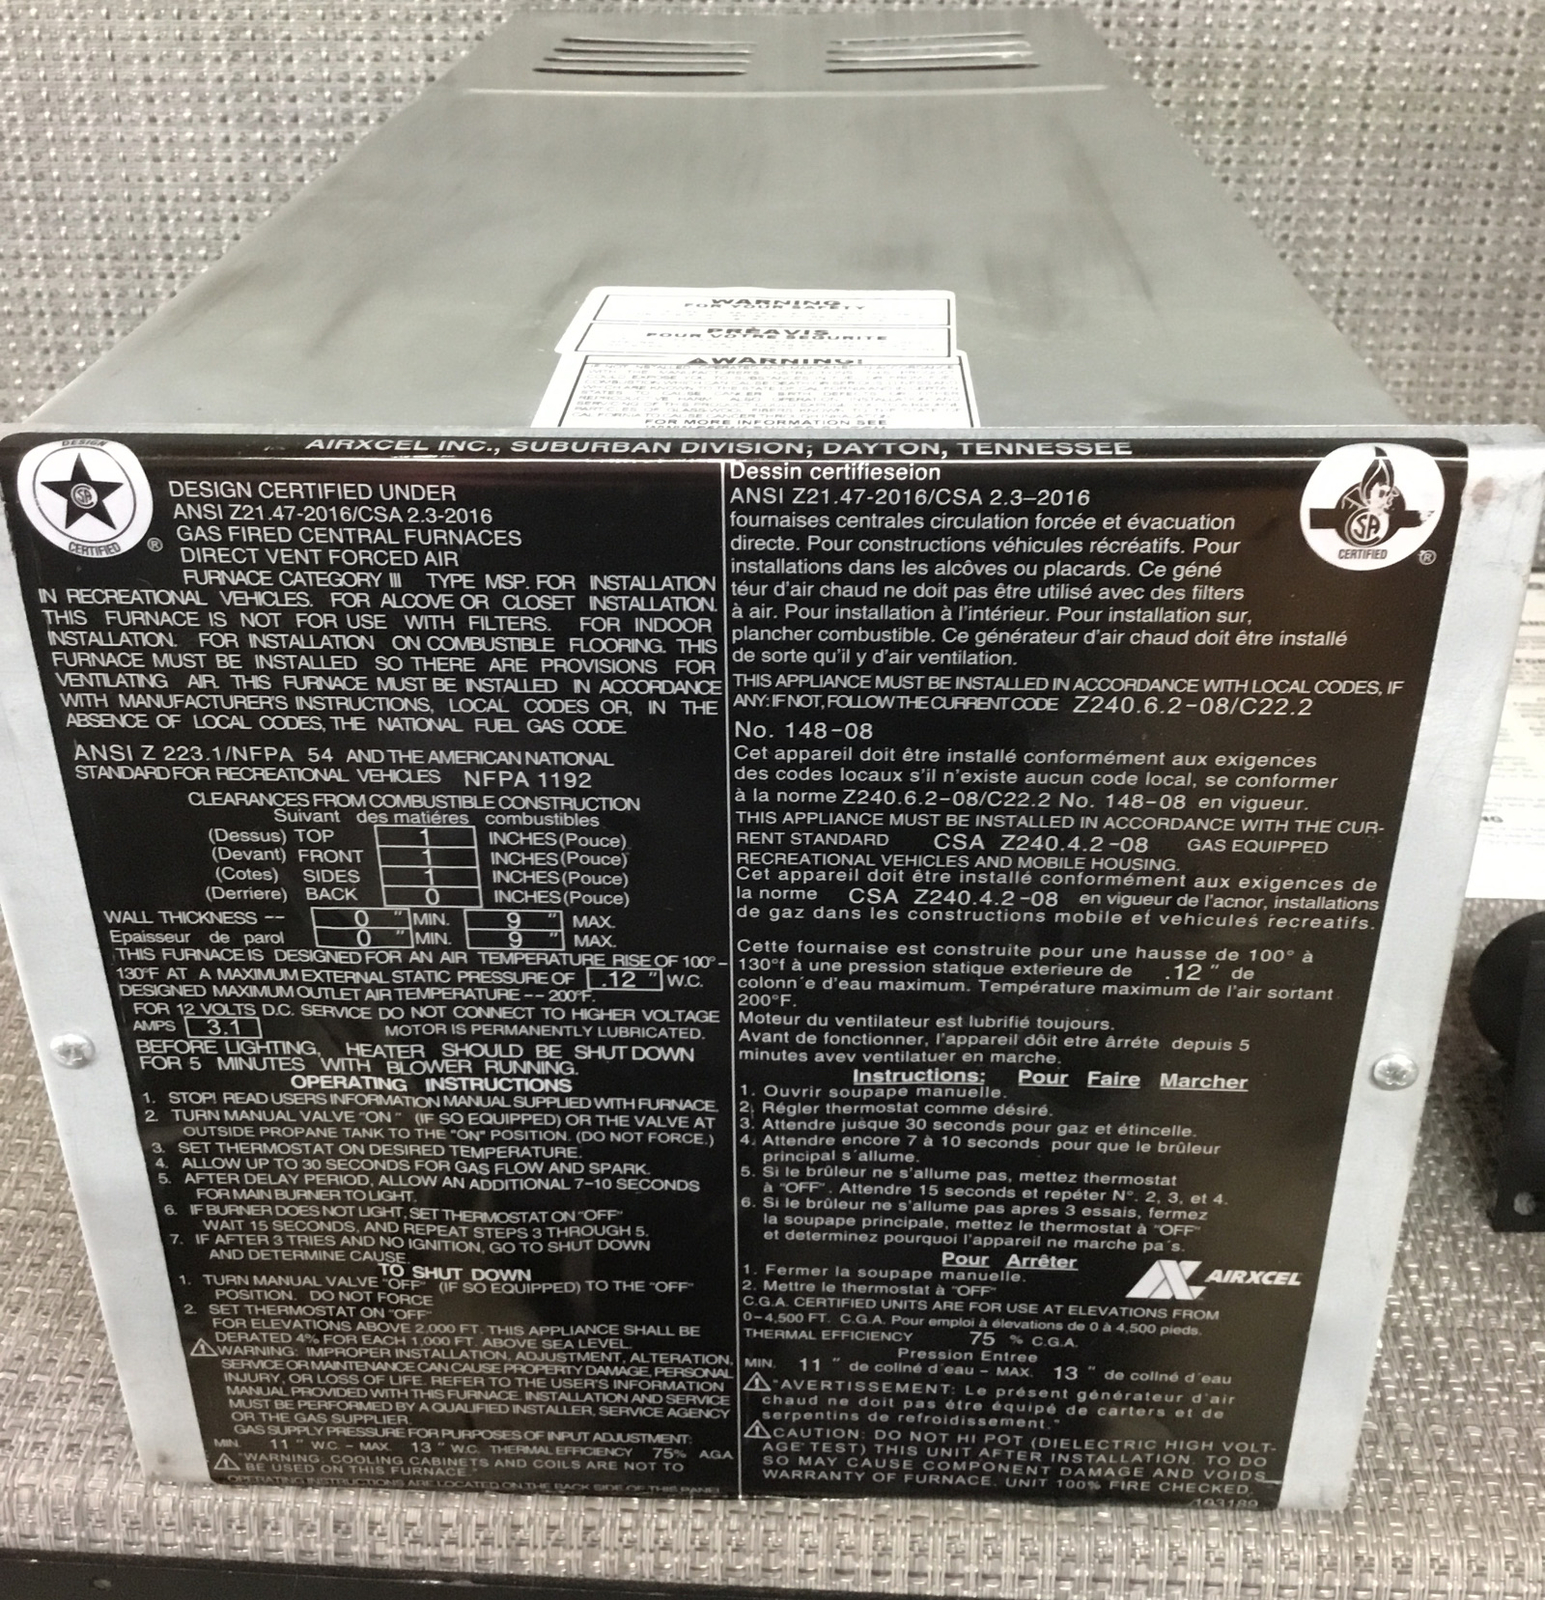 WARNING
FOR YOUR SAFETY
PRÉAVIS
POUR VÔTRE SÉGURITE
⚠WARNING!
FOR MORE INFORMATION SEE
AIRXCEL INC., SUBURBAN DIVISION; DAYTON, TENNESSEE
DESIGN
CERTIFIED
®
DESIGN CERTIFIED UNDER
ANSI Z21.47-2016/CSA 2.3-2016
GAS FIRED CENTRAL FURNACES
DIRECT VENT FORCED AIR
FURNACE CATEGORY III TYPE MSP. FOR INSTALLATION
IN RECREATIONAL VEHICLES. FOR ALCOVE OR CLOSET INSTALLATION.
THIS FURNACE IS NOT FOR USE WITH FILTERS. FOR INDOOR
INSTALLATION. FOR INSTALLATION ON COMBUSTIBLE FLOORING. THIS
FURNACE MUST BE INSTALLED SO THERE ARE PROVISIONS FOR
VENTILATING AIR. THIS FURNACE MUST BE INSTALLED IN ACCORDANCE
WITH MANUFACTURER'S INSTRUCTIONS, LOCAL CODES OR, IN THE
ABSENCE OF LOCAL CODES, THE NATIONAL FUEL GAS CODE.
ANSI Z 223.1/NFPA 54 AND THE AMERICAN NATIONAL
STANDARD FOR RECREATIONAL VEHICLES NFPA 1192
CLEARANCES FROM COMBUSTIBLE CONSTRUCTION
Suivant des matiéres combustibles
(Dessus) TOP 1 INCHES (Pouce)
(Devant) FRONT 1 INCHES (Pouce)
(Cotes) SIDES 1 INCHES (Pouce)
(Derriere) BACK 0 INCHES (Pouce)
WALL THICKNESS -- 0 " MIN. 9 " MAX.
Epaisseur de parol 0 " MIN. 9 " MAX.
THIS FURNACE IS DESIGNED FOR AN AIR TEMPERATURE RISE OF 100°-
130°F AT A MAXIMUM EXTERNAL STATIC PRESSURE OF .12 " W.C.
DESIGNED MAXIMUM OUTLET AIR TEMPERATURE -- 200°F.
FOR 12 VOLTS D.C. SERVICE DO NOT CONNECT TO HIGHER VOLTAGE
AMPS 3.1 MOTOR IS PERMANENTLY LUBRICATED.
BEFORE LIGHTING, HEATER SHOULD BE SHUT DOWN
FOR 5 MINUTES WITH BLOWER RUNNING.
OPERATING INSTRUCTIONS
1. STOP! READ USERS INFORMATION MANUAL SUPPLIED WITH FURNACE.
2. TURN MANUAL VALVE "ON" (IF SO EQUIPPED) OR THE VALVE AT
OUTSIDE PROPANE TANK TO THE "ON" POSITION. (DO NOT FORCE.)
3. SET THERMOSTAT ON DESIRED TEMPERATURE.
4. ALLOW UP TO 30 SECONDS FOR GAS FLOW AND SPARK.
5. AFTER DELAY PERIOD, ALLOW AN ADDITIONAL 7-10 SECONDS
FOR MAIN BURNER TO LIGHT.
6. IF BURNER DOES NOT LIGHT, SET THERMOSTAT ON "OFF"
WAIT 15 SECONDS, AND REPEAT STEPS 3 THROUGH 5.
7. IF AFTER 3 TRIES AND NO IGNITION, GO TO SHUT DOWN
AND DETERMINE CAUSE.
TO SHUT DOWN
1. TURN MANUAL VALVE "OFF" (IF SO EQUIPPED) TO THE "OFF"
POSITION. DO NOT FORCE
2. SET THERMOSTAT ON "OFF"
FOR ELEVATIONS ABOVE 2,000 FT. THIS APPLIANCE SHALL BE
DERATED 4% FOR EACH 1,000 FT. ABOVE SEA LEVEL.
⚠WARNING: IMPROPER INSTALLATION, ADJUSTMENT, ALTERATION,
SERVICE OR MAINTENANCE CAN CAUSE PROPERTY DAMAGE, PERSONAL
INJURY, OR LOSS OF LIFE. REFER TO THE USER'S INFORMATION
MANUAL PROVIDED WITH THIS FURNACE. INSTALLATION AND SERVICE
MUST BE PERFORMED BY A QUALIFIED INSTALLER, SERVICE AGENCY
OR THE GAS SUPPLIER.
GAS SUPPLY PRESSURE FOR PURPOSES OF INPUT ADJUSTMENT:
MIN. 11 " W.C. – MAX. 13 " W.C. THERMAL EFFICIENCY 75% A.G.A
⚠"WARNING: COOLING CABINETS AND COILS ARE NOT TO
BE USED ON THIS FURNACE."
OPERATING INSTRUCTIONS ARE LOCATED ON THE BACK SIDE OF THIS PANEL
Dessin certifieseion
ANSI Z21.47-2016/CSA 2.3–2016
fournaises centrales circulation forcée et évacuation
directe. Pour constructions véhicules récréatifs. Pour
installations dans les alcôves ou placards. Ce géné
téur d'air chaud ne doit pas être utilisé avec des filters
à air. Pour installation à l'intérieur. Pour installation sur,
plancher combustible. Ce générateur d'air chaud doit être installé
de sorte qu'il y d'air ventilation.
THIS APPLIANCE MUST BE INSTALLED IN ACCORDANCE WITH LOCAL CODES, IF
ANY: IF NOT, FOLLOW THE CURRENT CODE Z240.6.2-08/C22.2
No. 148-08
Cet appareil doit être installé conformément aux exigences
des codes locaux s'il n'existe aucun code local, se conformer
à la norme Z240.6.2-08/C22.2 No. 148-08 en vigueur.
THIS APPLIANCE MUST BE INSTALLED IN ACCORDANCE WITH THE CUR-
RENT STANDARD CSA Z240.4.2-08 GAS EQUIPPED
RECREATIONAL VEHICLES AND MOBILE HOUSING.
Cet appareil doit être installé conformément aux exigences de
la norme CSA Z240.4.2-08 en vigueur de l'acnor, installations
de gaz dans les constructions mobile et vehicules recreatifs.
Cette fournaise est construite pour une hausse de 100° à
130°f à une pression statique exterieure de .12 " de
colonn´e d'eau maximum. Température maximum de l'air sortant
200°F.
Moteur du ventilateur est lubrifié toujours.
Avant de fonctionner, l'appareil dôit etre ârréte depuis 5
minutes avev ventilatuer en marche.
Instructions: Pour Faire Marcher
1. Ouvrir soupape manuelle.
2. Régler thermostat comme désiré.
3. Attendre jusque 30 seconds pour gaz et étincelle.
4. Attendre encore 7 à 10 seconds pour que le brûleur
principal s´allume.
5. Si le brûleur ne s'allume pas, mettez thermostat
à "OFF". Attendre 15 seconds et repéter Nº. 2, 3, et 4.
6. Si le brûleur ne s'allume pas apres 3 essais, fermez
la soupape principale, mettez le thermostat à "OFF"
et determinez pourquoi l'appareil ne marche pa´s.
Pour Arrêter
1. Fermer la soupape manuelle.
2. Mettre le thermostat à "OFF"
AIRXCEL
C.G.A. CERTIFIED UNITS ARE FOR USE AT ELEVATIONS FROM
0–4,500 FT. C.G.A. Pour emploi à élevations de 0 à 4,500 pieds.
THERMAL EFFICIENCY 75 % C.G.A.
Pression Entree
MIN. 11 " de collné d´eau – MAX. 13 " de collné d´eau
⚠"AVERTISSEMENT: Le présent générateur d'air
chaud ne doit pas étre équipé de carters et de
serpentins de refroidissement."
⚠CAUTION: DO NOT HI POT (DIELECTRIC HIGH VOLT-
AGE TEST) THIS UNIT AFTER INSTALLATION. TO DO
SO MAY CAUSE COMPONENT DAMAGE AND VOIDS
WARRANTY OF FURNACE. UNIT 100% FIRE CHECKED.
193189
CERTIFIED
®